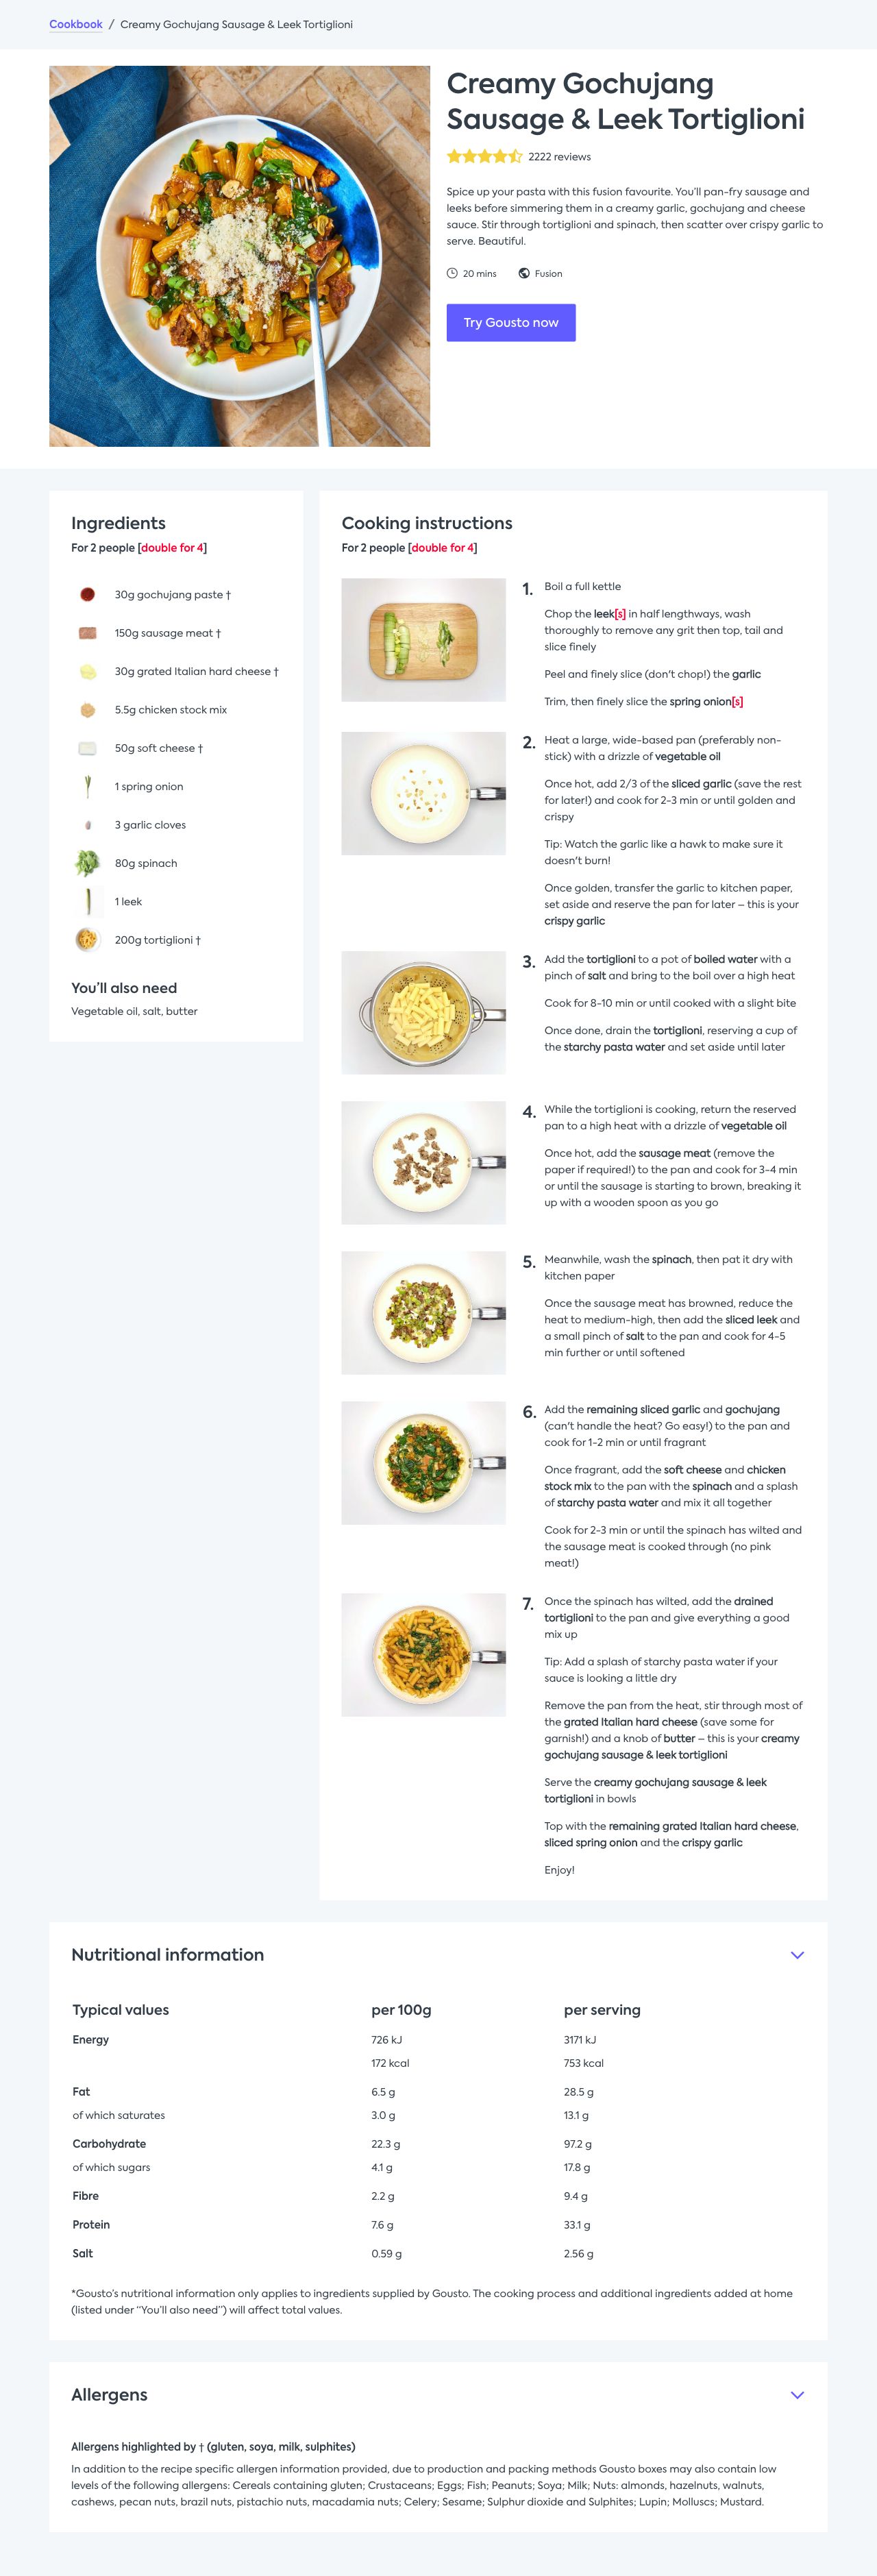 Cookbook / Creamy Gochujang Sausage & Leek Tortiglioni
Creamy Gochujang
Sausage & Leek Tortiglioni
2222 reviews
Spice up your pasta with this fusion favourite. You’ll pan-fry sausage and
leeks before simmering them in a creamy garlic, gochujang and cheese
sauce. Stir through tortiglioni and spinach, then scatter over crispy garlic to
serve. Beautiful.
20 mins Fusion
Try Gousto now
Ingredients
For 2 people [double for 4]
30g gochujang paste †
150g sausage meat †
30g grated Italian hard cheese †
5.5g chicken stock mix
50g soft cheese †
1 spring onion
3 garlic cloves
80g spinach
1 leek
200g tortiglioni †
You’ll also need
Vegetable oil, salt, butter
Cooking instructions
For 2 people [double for 4]
1. Boil a full kettle
Chop the leek[s] in half lengthways, wash
thoroughly to remove any grit then top, tail and
slice finely
Peel and finely slice (don't chop!) the garlic
Trim, then finely slice the spring onion[s]
2. Heat a large, wide-based pan (preferably non-
stick) with a drizzle of vegetable oil
Once hot, add 2/3 of the sliced garlic (save the rest
for later!) and cook for 2-3 min or until golden and
crispy
Tip: Watch the garlic like a hawk to make sure it
doesn't burn!
Once golden, transfer the garlic to kitchen paper,
set aside and reserve the pan for later – this is your
crispy garlic
3. Add the tortiglioni to a pot of boiled water with a
pinch of salt and bring to the boil over a high heat
Cook for 8-10 min or until cooked with a slight bite
Once done, drain the tortiglioni, reserving a cup of
the starchy pasta water and set aside until later
4. While the tortiglioni is cooking, return the reserved
pan to a high heat with a drizzle of vegetable oil
Once hot, add the sausage meat (remove the
paper if required!) to the pan and cook for 3-4 min
or until the sausage is starting to brown, breaking it
up with a wooden spoon as you go
5. Meanwhile, wash the spinach, then pat it dry with
kitchen paper
Once the sausage meat has browned, reduce the
heat to medium-high, then add the sliced leek and
a small pinch of salt to the pan and cook for 4-5
min further or until softened
6. Add the remaining sliced garlic and gochujang
(can't handle the heat? Go easy!) to the pan and
cook for 1-2 min or until fragrant
Once fragrant, add the soft cheese and chicken
stock mix to the pan with the spinach and a splash
of starchy pasta water and mix it all together
Cook for 2-3 min or until the spinach has wilted and
the sausage meat is cooked through (no pink
meat!)
7. Once the spinach has wilted, add the drained
tortiglioni to the pan and give everything a good
mix up
Tip: Add a splash of starchy pasta water if your
sauce is looking a little dry
Remove the pan from the heat, stir through most of
the grated Italian hard cheese (save some for
garnish!) and a knob of butter – this is your creamy
gochujang sausage & leek tortiglioni
Serve the creamy gochujang sausage & leek
tortiglioni in bowls
Top with the remaining grated Italian hard cheese,
sliced spring onion and the crispy garlic
Enjoy!
Nutritional information
Typical values per 100g per serving
Energy 726 kJ 3171 kJ
172 kcal 753 kcal
Fat 6.5 g 28.5 g
of which saturates 3.0 g 13.1 g
Carbohydrate 22.3 g 97.2 g
of which sugars 4.1 g 17.8 g
Fibre 2.2 g 9.4 g
Protein 7.6 g 33.1 g
Salt 0.59 g 2.56 g
*Gousto’s nutritional information only applies to ingredients supplied by Gousto. The cooking process and additional ingredients added at home
(listed under “You’ll also need”) will affect total values.
Allergens
Allergens highlighted by † (gluten, soya, milk, sulphites)
In addition to the recipe specific allergen information provided, due to production and packing methods Gousto boxes may also contain low
levels of the following allergens: Cereals containing gluten; Crustaceans; Eggs; Fish; Peanuts; Soya; Milk; Nuts: almonds, hazelnuts, walnuts,
cashews, pecan nuts, brazil nuts, pistachio nuts, macadamia nuts; Celery; Sesame; Sulphur dioxide and Sulphites; Lupin; Molluscs; Mustard.